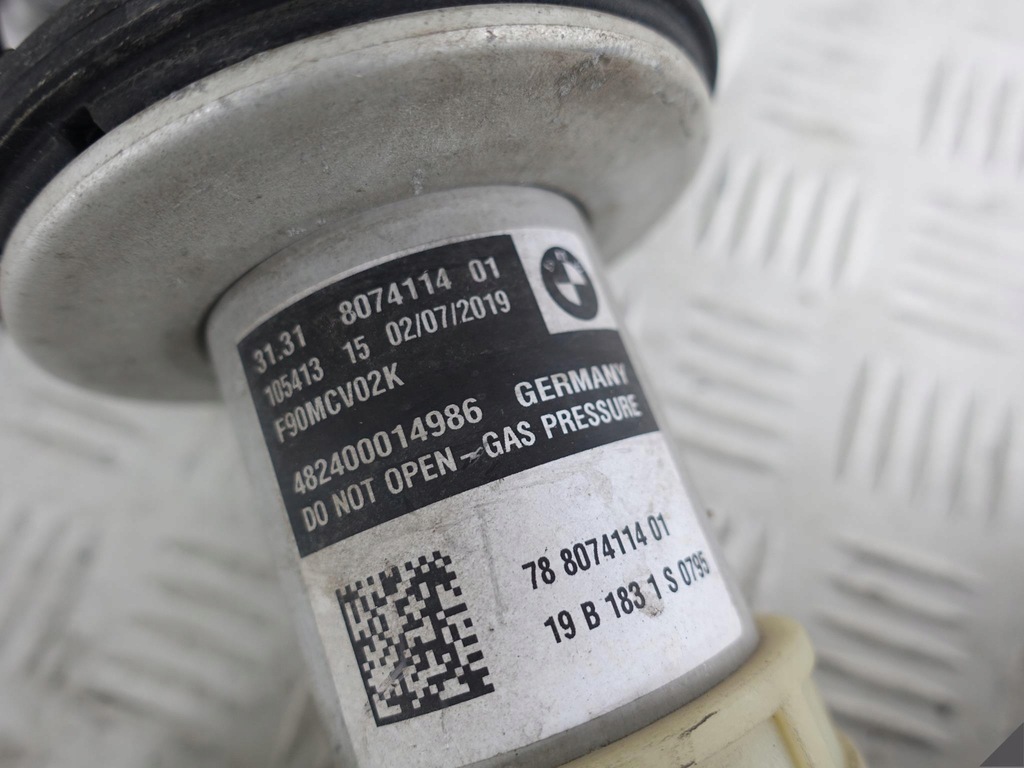 31.31 8074114 01
105413 15 02/07/2019
F90MCV02K
482400014986 GERMANY
DO NOT OPEN-GAS PRESSURE
78 8074114 01
19 B 183 1 S 0795